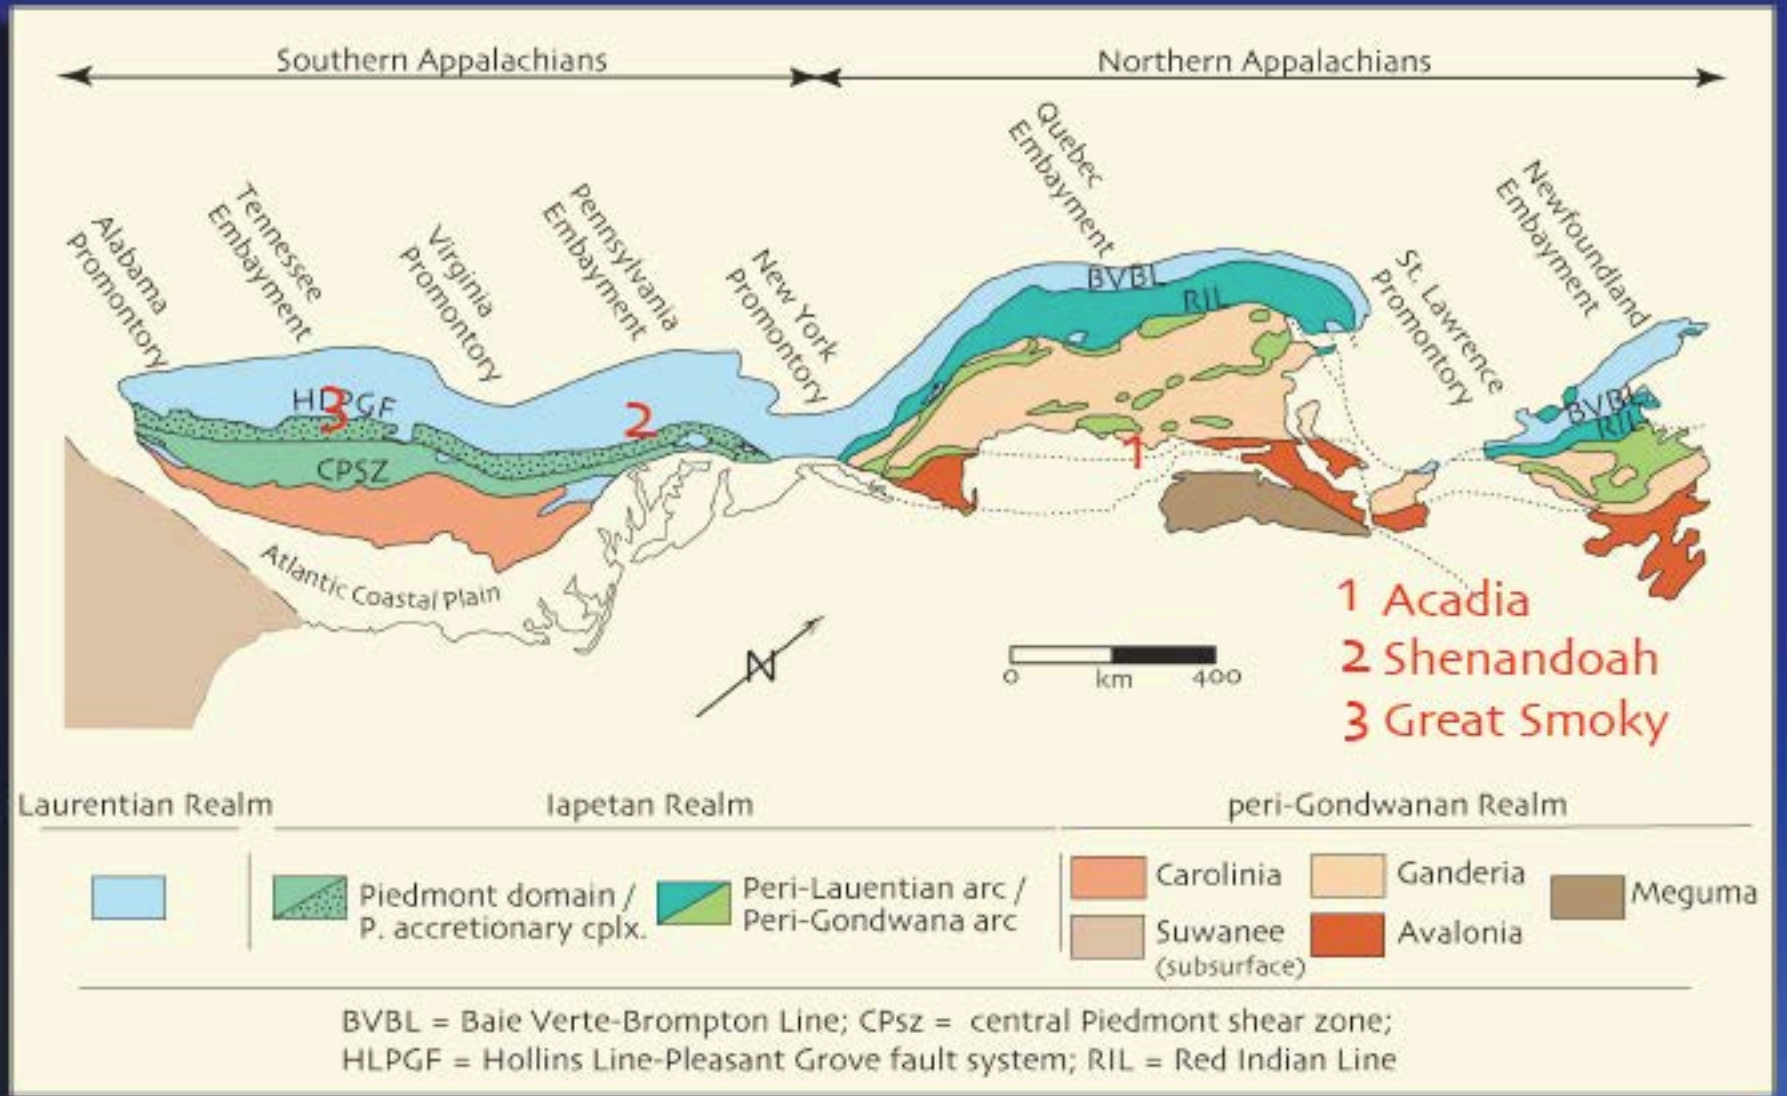 Southern Appalachians
Northern Appalachians
Alabama
Promontory
Tennessee
Embayment
Virginia
Promontory
Pennsylvania
Embayment
New York
Promontory
Quebec
Embayment
St. Lawrence
Promontory
Newfoundland
Embayment
BVBL
RIL
HLPGF
3
2
1
CPSZ
BVBL
RIL
Atlantic Coastal Plain
N
0 km 400
1 Acadia
2 Shenandoah
3 Great Smoky
Laurentian Realm
Iapetan Realm
peri-Gondwanan Realm
Piedmont domain /
P. accretionary cplx.
Peri-Lauentian arc /
Peri-Gondwana arc
Carolinia
Suwanee
(subsurface)
Ganderia
Avalonia
Meguma
BVBL = Baie Verte-Brompton Line; CPsz = central Piedmont shear zone;
HLPGF = Hollins Line-Pleasant Grove fault system; RIL = Red Indian Line